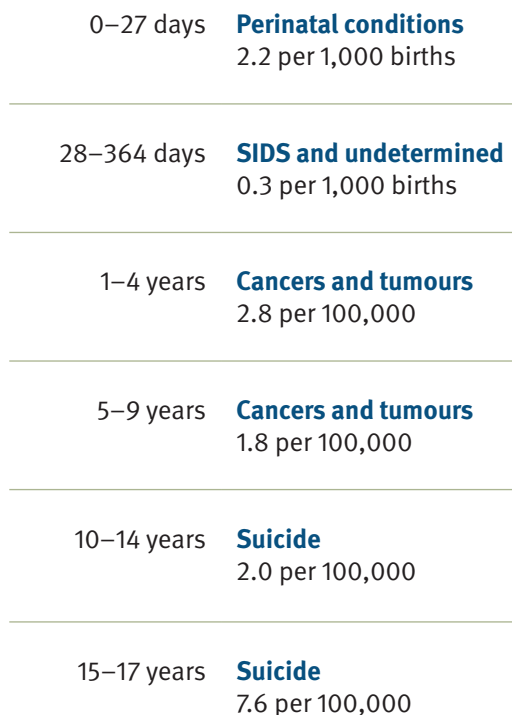 0–27 days Perinatal conditions
2.2 per 1,000 births
28–364 days SIDS and undetermined
0.3 per 1,000 births
1–4 years Cancers and tumours
2.8 per 100,000
5–9 years Cancers and tumours
1.8 per 100,000
10–14 years Suicide
2.0 per 100,000
15–17 years Suicide
7.6 per 100,000